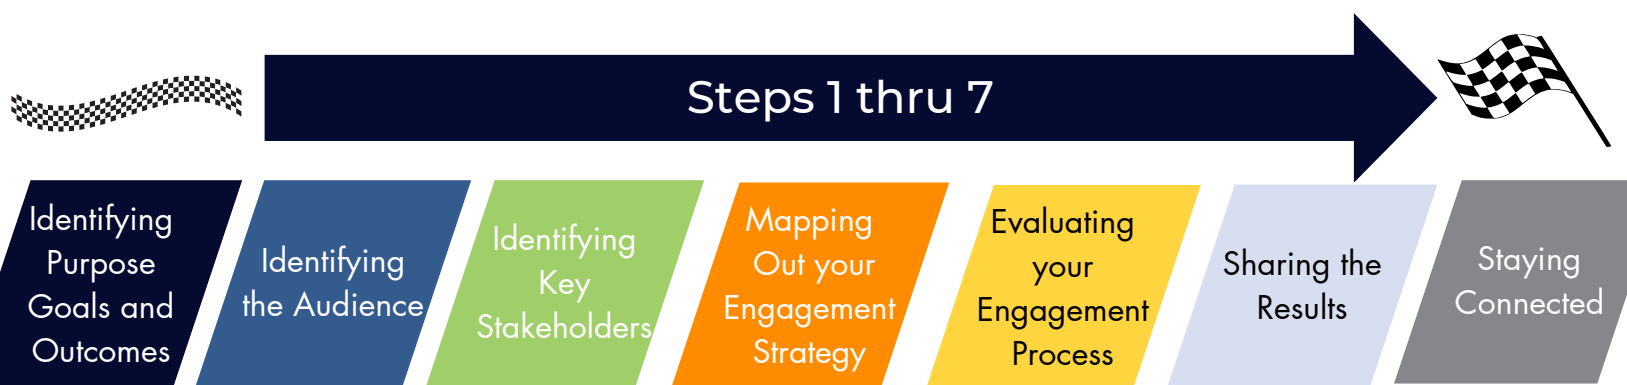 Steps 1 thru 7
Identifying
Purpose
Goals and
Outcomes
Identifying
the Audience
Identifying
Key
Stakeholders
Mapping
Out your
Engagement
Strategy
Evaluating
your
Engagement
Process
Sharing the
Results
Staying
Connected